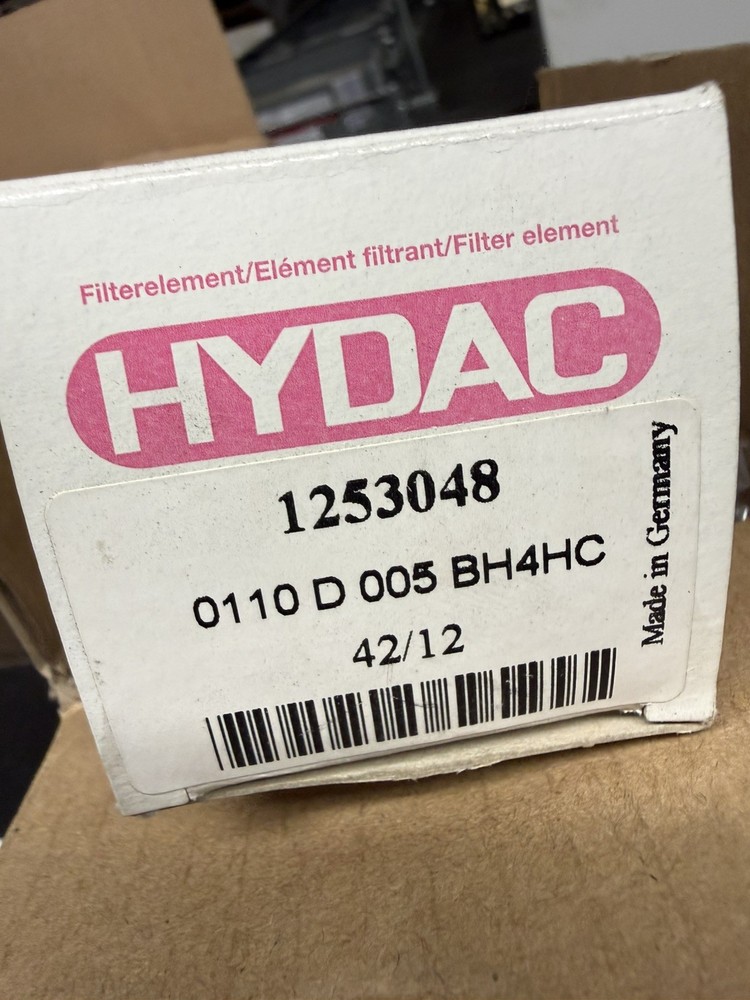 Filterelement/Elément filtrant/Filter element
HYDAC
1253048
0110 D 005 BH4HC
42/12
Made in Germany